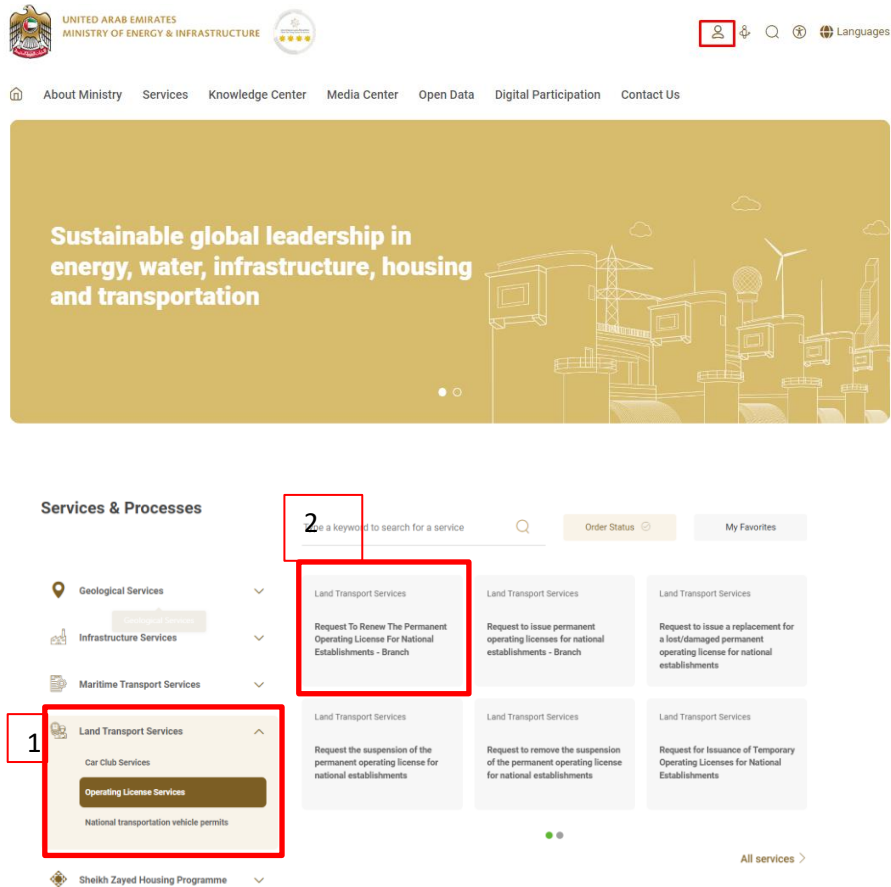 UNITED ARAB EMIRATES
MINISTRY OF ENERGY & INFRASTRUCTURE
Languages
About Ministry Services Knowledge Center Media Center Open Data Digital Participation Contact Us
Sustainable global leadership in
energy, water, infrastructure, housing
and transportation
Services & Processes
2
Type a keyword to search for a service
Order Status
My Favorites
Geological Services
Geological Services
Infrastructure Services
Maritime Transport Services
1
Land Transport Services
Car Club Services
Operating License Services
National transportation vehicle permits
Sheikh Zayed Housing Programme
Land Transport Services
Request To Renew The Permanent
Operating License For National
Establishments - Branch
Land Transport Services
Request to issue permanent
operating licenses for national
establishments - Branch
Land Transport Services
Request to issue a replacement for
a lost/damaged permanent
operating license for national
establishments
Land Transport Services
Request the suspension of the
permanent operating license for
national establishments
Land Transport Services
Request to remove the suspension
of the permanent operating license
for national establishments
Land Transport Services
Request for Issuance of Temporary
Operating Licenses for National
Establishments
All services